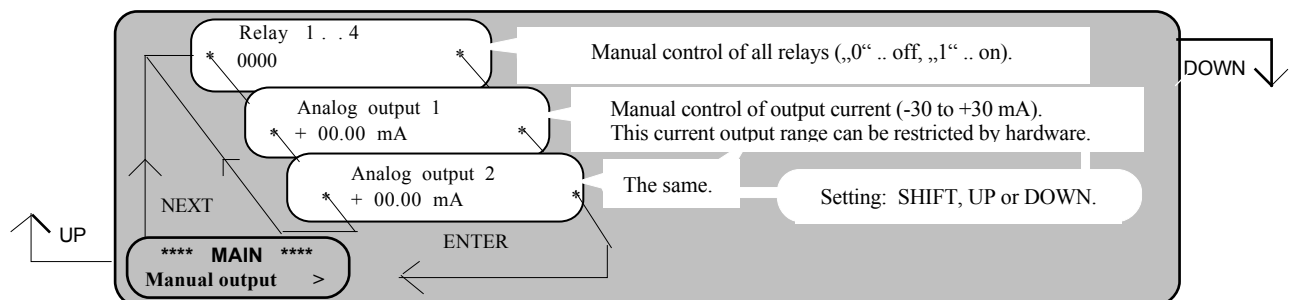 Relay 1 . . 4
* 0000 *
Manual control of all relays („0“ .. off, „1“ .. on).
DOWN
Analog output 1
* + 00.00 mA *
Manual control of output current (-30 to +30 mA).
This current output range can be restricted by hardware.
Analog output 2
* + 00.00 mA *
The same.
Setting: SHIFT, UP or DOWN.
NEXT
UP
ENTER
**** MAIN ****
Manual output >